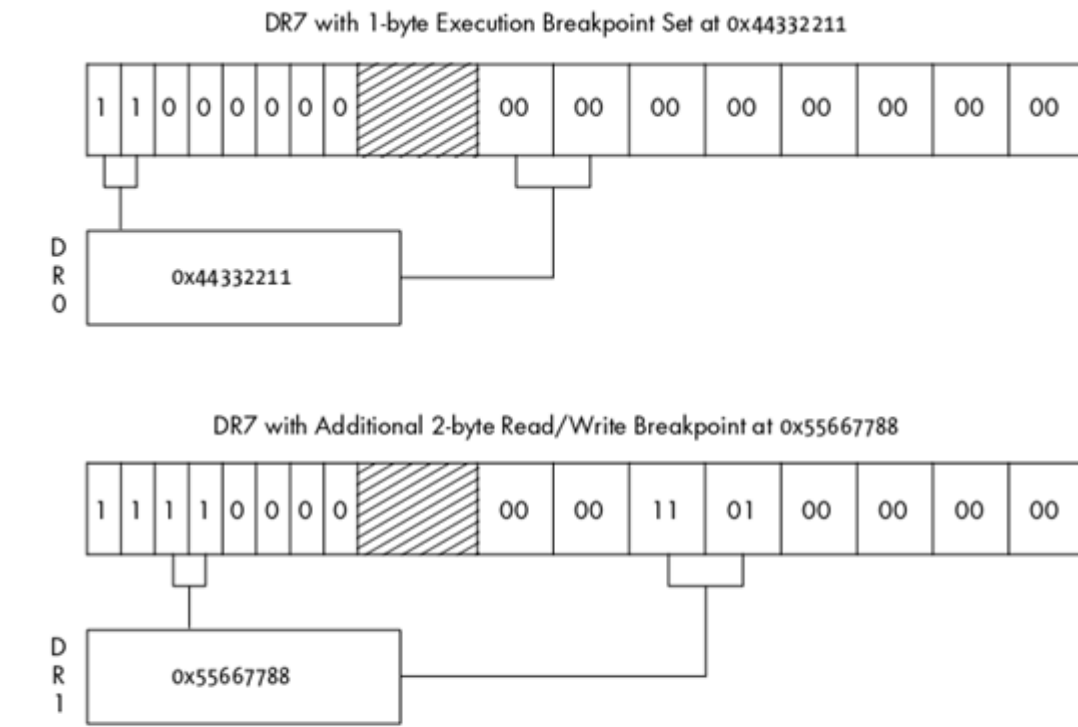 DR7 with 1-byte Execution Breakpoint Set at 0x44332211
1 1 0 0 0 0 0 0 00 00 00 00 00 00 00 00
D
R
0
0x44332211
DR7 with Additional 2-byte Read/Write Breakpoint at 0x55667788
1 1 1 1 0 0 0 0 00 00 11 01 00 00 00 00
D
R
1
0x55667788